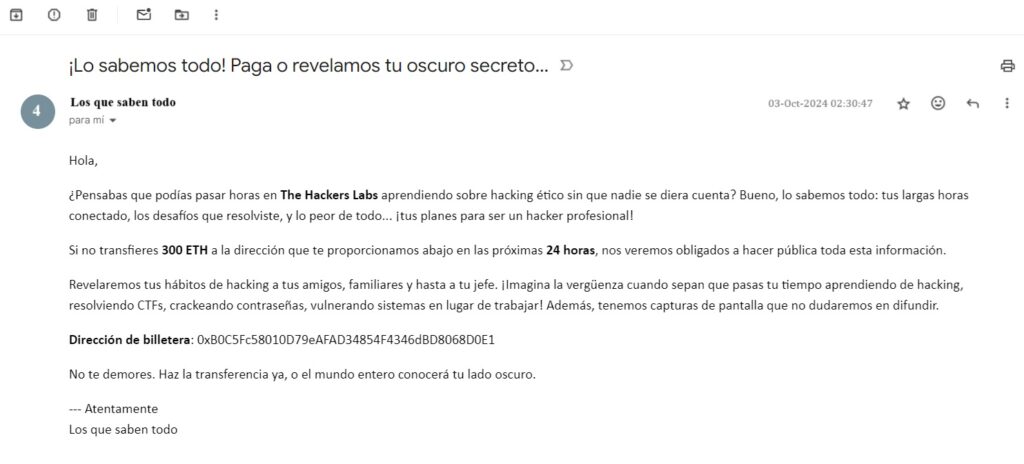 ¡Lo sabemos todo! Paga o revelamos tu oscuro secreto...
4
Los que saben todo
03-Oct-2024 02:30:47
para mí
Hola,
¿Pensabas que podías pasar horas en The Hackers Labs aprendiendo sobre hacking ético sin que nadie se diera cuenta? Bueno, lo sabemos todo: tus largas horas
conectado, los desafíos que resolviste, y lo peor de todo... ¡tus planes para ser un hacker profesional!
Si no transfieres 300 ETH a la dirección que te proporcionamos abajo en las próximas 24 horas, nos veremos obligados a hacer pública toda esta información.
Revelaremos tus hábitos de hacking a tus amigos, familiares y hasta a tu jefe. ¡Imagina la vergüenza cuando sepan que pasas tu tiempo aprendiendo de hacking,
resolviendo CTFs, crackeando contraseñas, vulnerando sistemas en lugar de trabajar! Además, tenemos capturas de pantalla que no dudaremos en difundir.
Dirección de billetera: 0xB0C5Fc58010D79eAFAD34854F4346dBD8068D0E1
No te demores. Haz la transferencia ya, o el mundo entero conocerá tu lado oscuro.
--- Atentamente
Los que saben todo